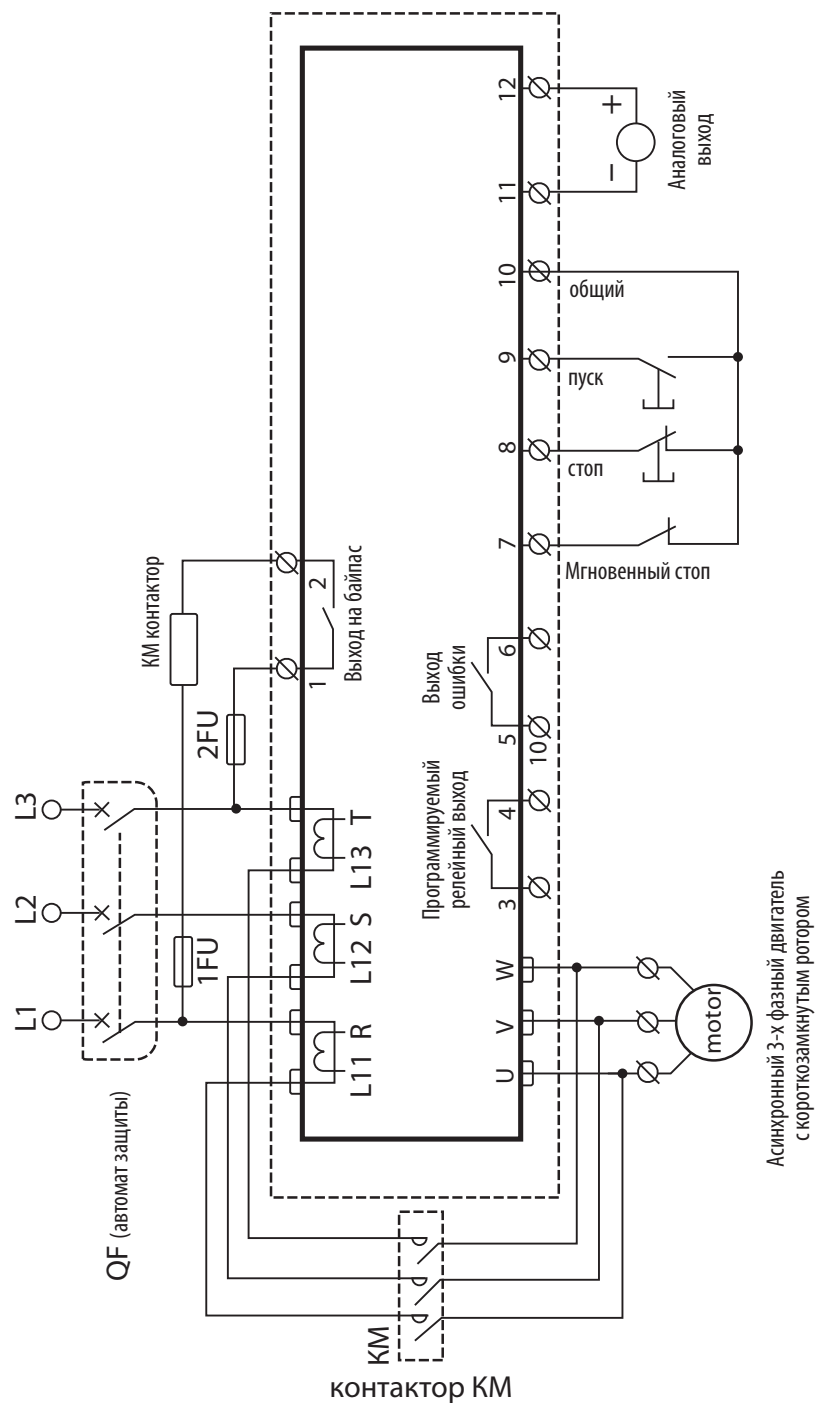 L1
L2
L3
QF (автомат защиты)
1FU
2FU
КМ контактор
L11
R
L12
S
L13
T
1
2
Выход на байпас
U
V
W
3
4
Программируемый
релейный выход
5
6
10
Выход
ошибки
7
8
9
10
11
12
Мгновенный стоп
стоп
пуск
общий
+
−
Аналоговый
выход
motor
Асинхронный 3-х фазный двигатель
с короткозамкнутым ротором
КМ
контактор КМ